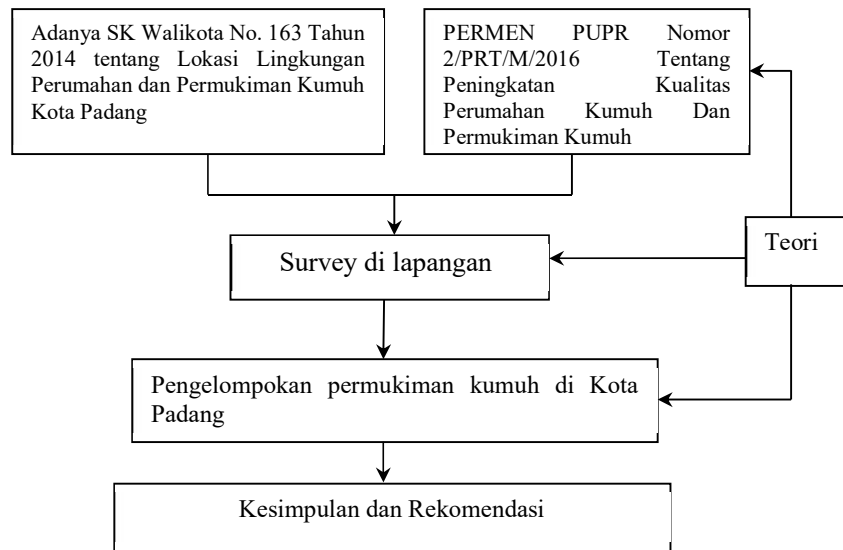 Adanya SK Walikota No. 163 Tahun
2014 tentang Lokasi Lingkungan
Perumahan dan Permukiman Kumuh
Kota Padang
PERMEN PUPR Nomor
2/PRT/M/2016 Tentang
Peningkatan Kualitas
Perumahan Kumuh Dan
Permukiman Kumuh
Teori
Survey di lapangan
Pengelompokan permukiman kumuh di Kota
Padang
Kesimpulan dan Rekomendasi